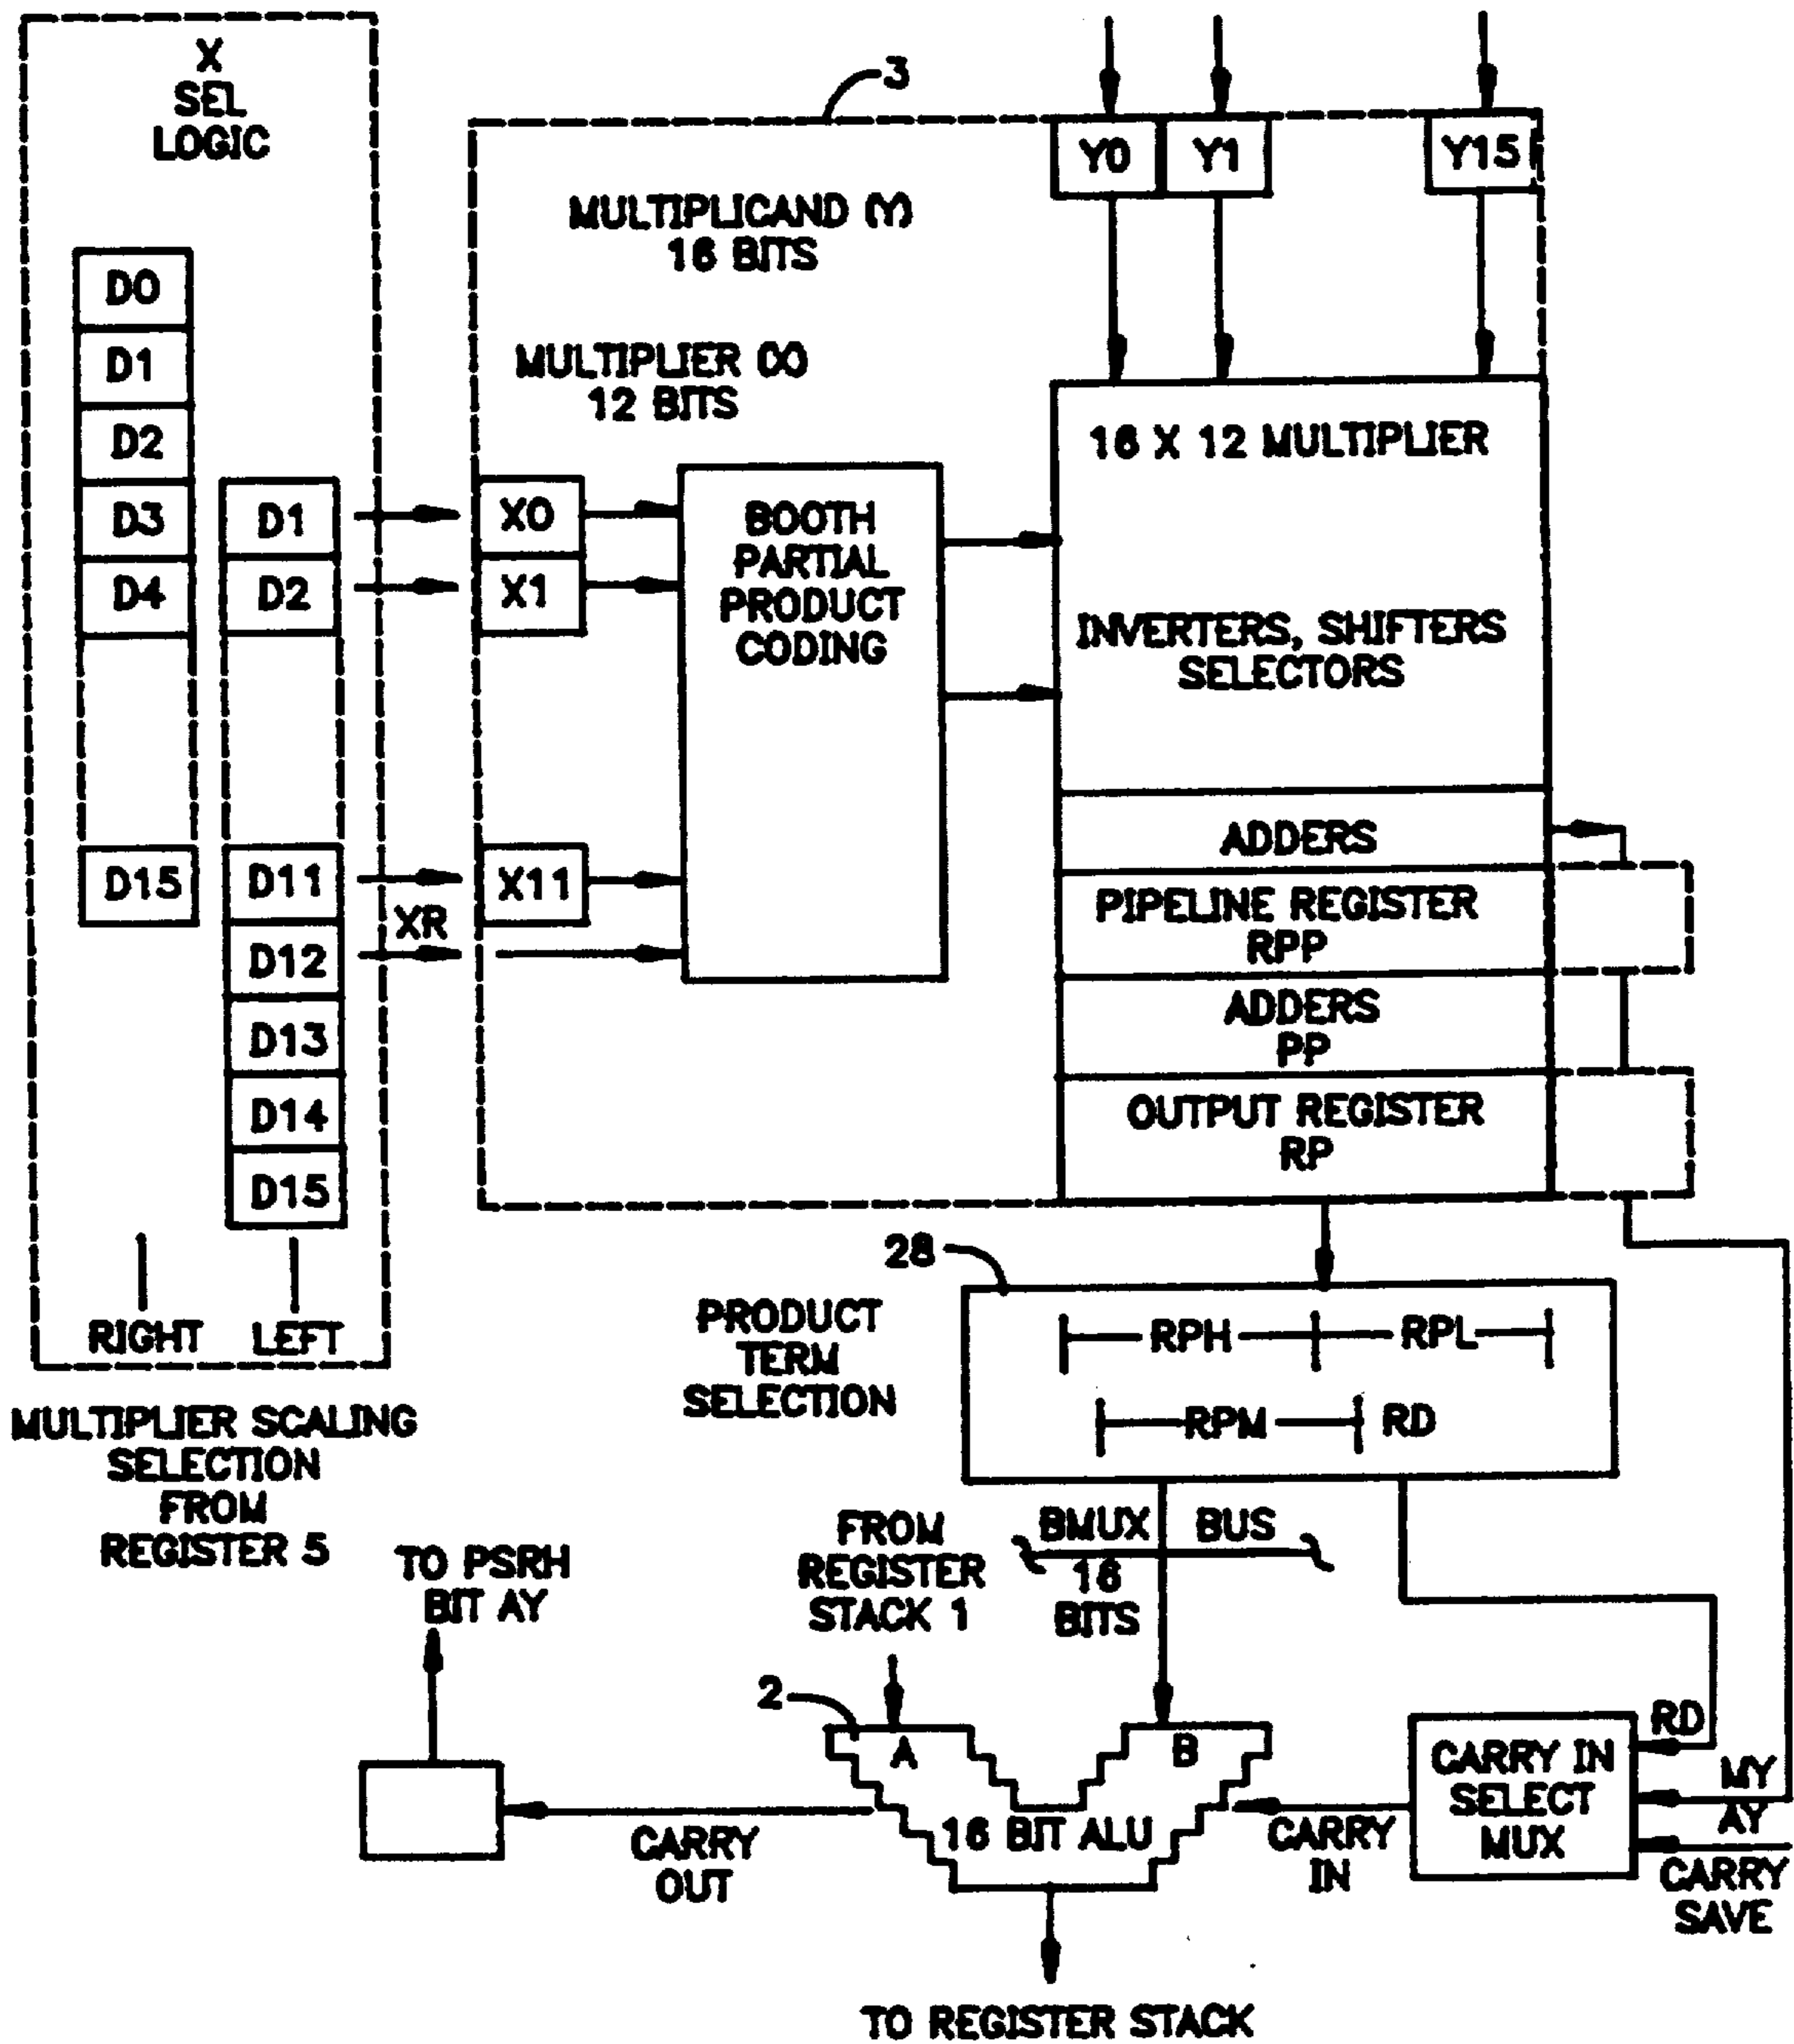 X
SEL
LOGIC
D0
D1
D2
D3
D4
D15
D1
D2
D11
D12
D13
D14
D15
XR
RIGHT
LEFT
MULTIPLIER SCALING
SELECTION
FROM
REGISTER 5
3
MULTIPLICAND (Y)
16 BITS
MULTIPLIER (X)
12 BITS
Y0
Y1
Y15
X0
X1
X11
BOOTH
PARTIAL
PRODUCT
CODING
16 X 12 MULTIPLIER
INVERTERS, SHIFTERS
SELECTORS
ADDERS
PIPELINE REGISTER
RPP
ADDERS
PP
OUTPUT REGISTER
RP
28
PRODUCT
TERM
SELECTION
RPH
RPL
RPM
RD
FROM
REGISTER
STACK 1
BMUX BUS
16
BITS
TO PSRH
BIT AY
2
A
B
16 BIT ALU
CARRY
OUT
CARRY
IN
CARRY IN
SELECT
MUX
RD
MY
AY
CARRY
SAVE
TO REGISTER STACK